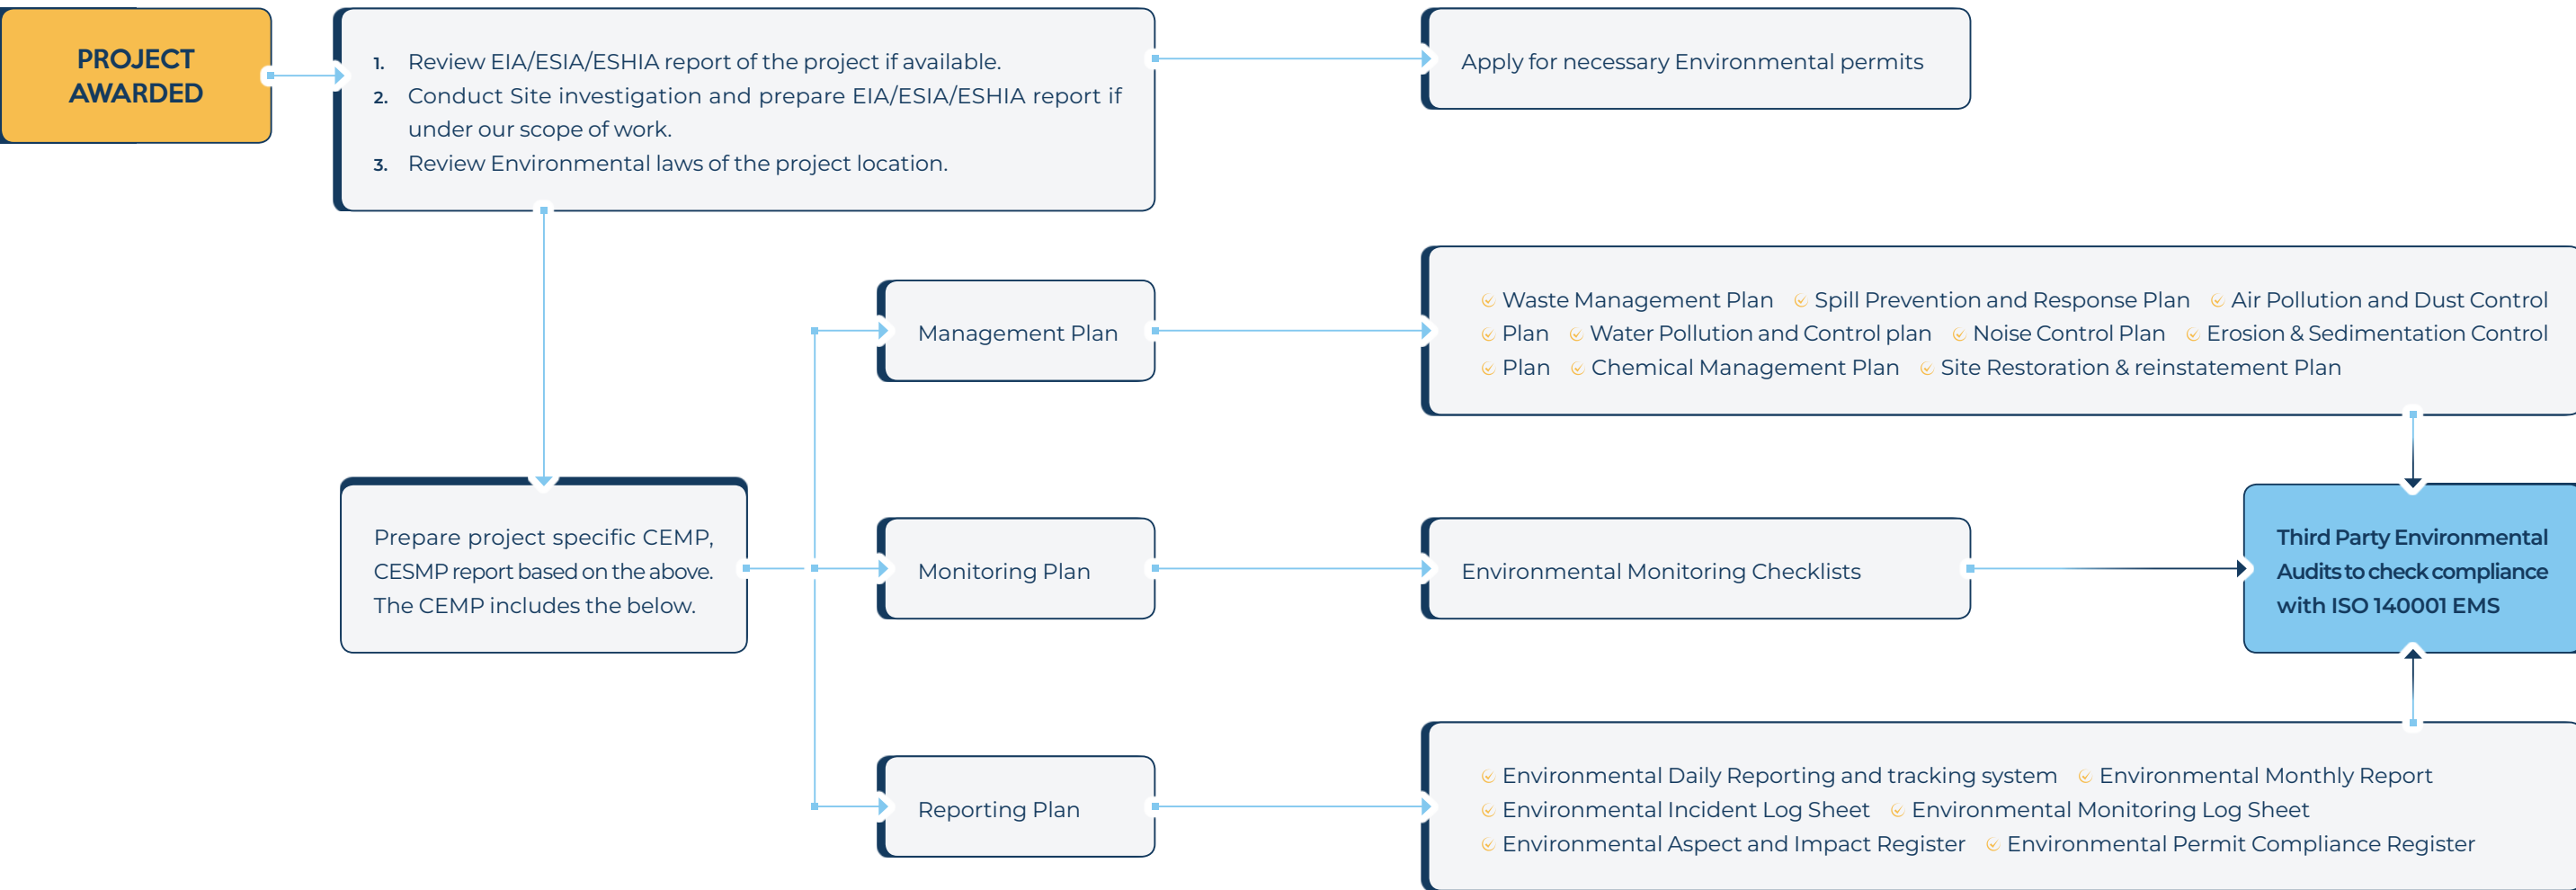 PROJECT
AWARDED
1. Review EIA/ESIA/ESHIA report of the project if available.
2. Conduct Site investigation and prepare EIA/ESIA/ESHIA report if
under our scope of work.
3. Review Environmental laws of the project location.
Apply for necessary Environmental permits
Prepare project specific CEMP,
CESMP report based on the above.
The CEMP includes the below.
Management Plan
Waste Management Plan Spill Prevention and Response Plan Air Pollution and Dust Control
Plan Water Pollution and Control plan Noise Control Plan Erosion & Sedimentation Control
Plan Chemical Management Plan Site Restoration & reinstatement Plan
Monitoring Plan
Environmental Monitoring Checklists
Third Party Environmental
Audits to check compliance
with ISO 140001 EMS
Reporting Plan
Environmental Daily Reporting and tracking system Environmental Monthly Report
Environmental Incident Log Sheet Environmental Monitoring Log Sheet
Environmental Aspect and Impact Register Environmental Permit Compliance Register